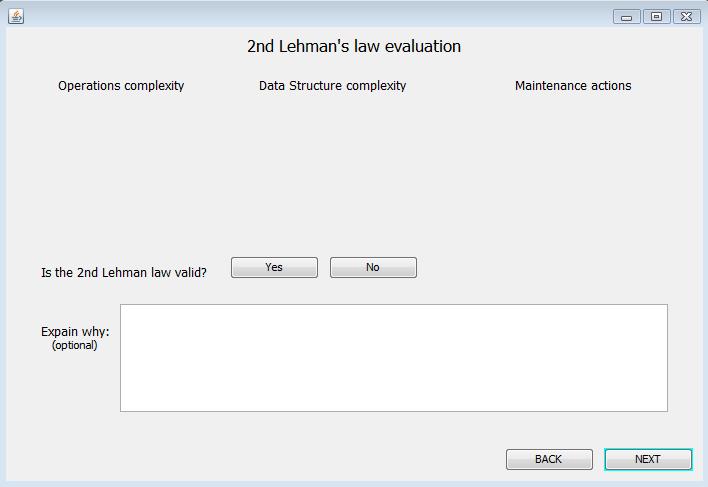 2nd Lehman's law evaluation
Operations complexity Data Structure complexity Maintenance actions
Is the 2nd Lehman law valid? Yes No
Expain why:
(optional)
BACK NEXT